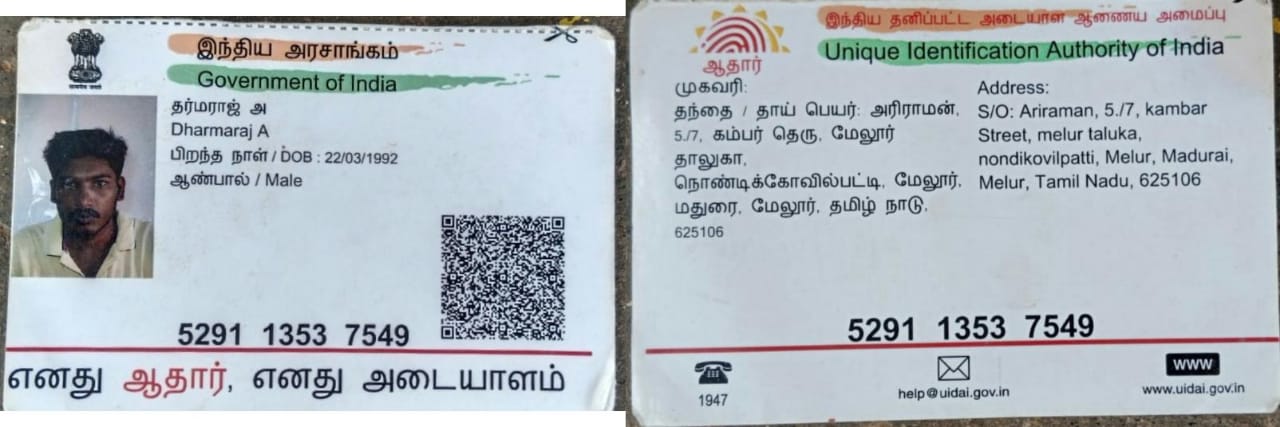 सत्यमेव जयते
இந்திய அரசாங்கம்
Government of India
தர்மராஜ் அ
Dharmaraj A
பிறந்த நாள் / DOB : 22/03/1992
ஆண்பால் / Male
5291 1353 7549
எனது ஆதார், எனது அடையாளம்
இந்திய தனிப்பட்ட அடையாள ஆணைய அமைப்பு
Unique Identification Authority of India
ஆதார்
முகவரி:
தந்தை / தாய் பெயர்: அரிராமன்,
5./7, கம்பர் தெரு, மேலூர்
தாலுகா,
நொண்டிக்கோவில்பட்டி, மேலூர்,
மதுரை, மேலூர், தமிழ் நாடு,
625106
Address:
S/O: Ariraman, 5./7, kambar
Street, melur taluka,
nondikovilpatti, Melur, Madurai,
Melur, Tamil Nadu, 625106
5291 1353 7549
1947
help@uidai.gov.in
www
www.uidai.gov.in